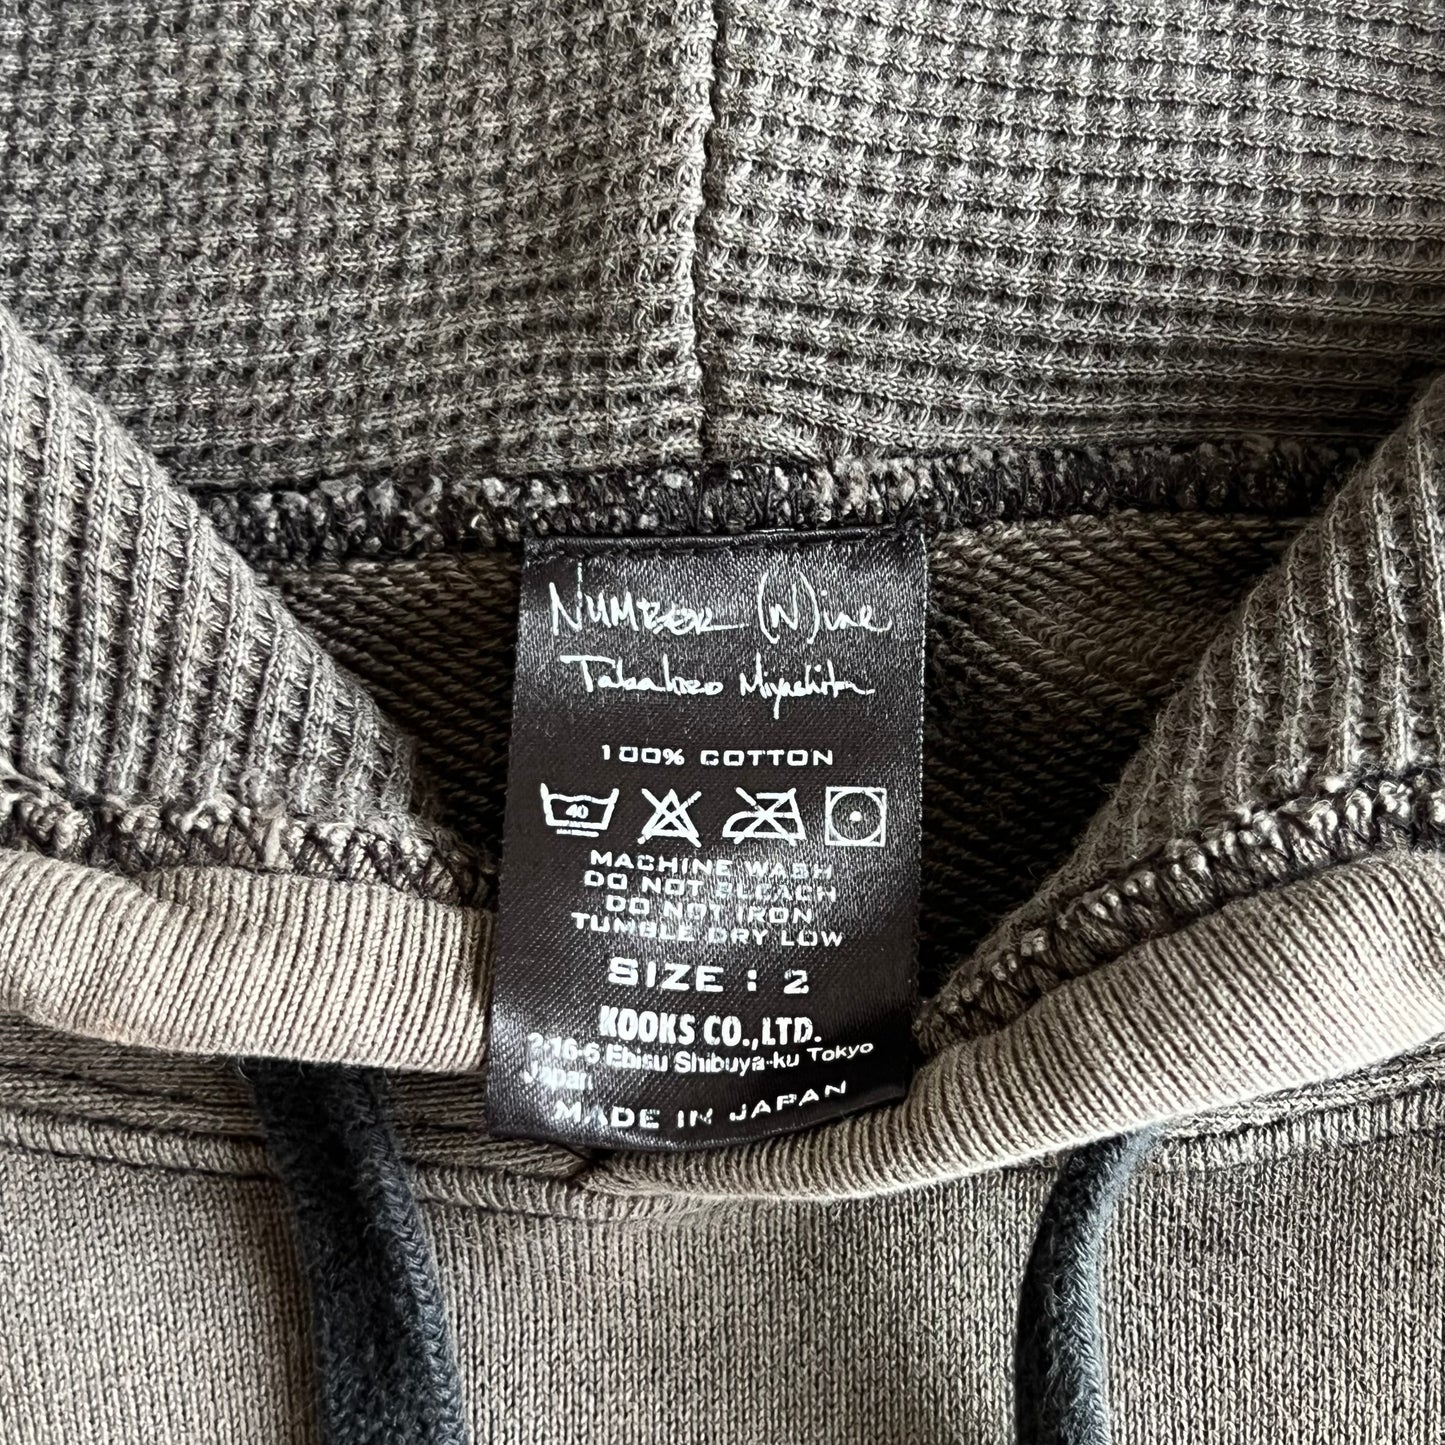 NUMBER (N)ine
Takahiro Miyashita
100% COTTON
40
MACHINE WASH
DO NOT BLEACH
DO NOT IRON
TUMBLE DRY LOW
SIZE : 2
KOOKS CO.,LTD.
2-16-6 Ebisu Shibuya-ku Tokyo
Japan
MADE IN JAPAN